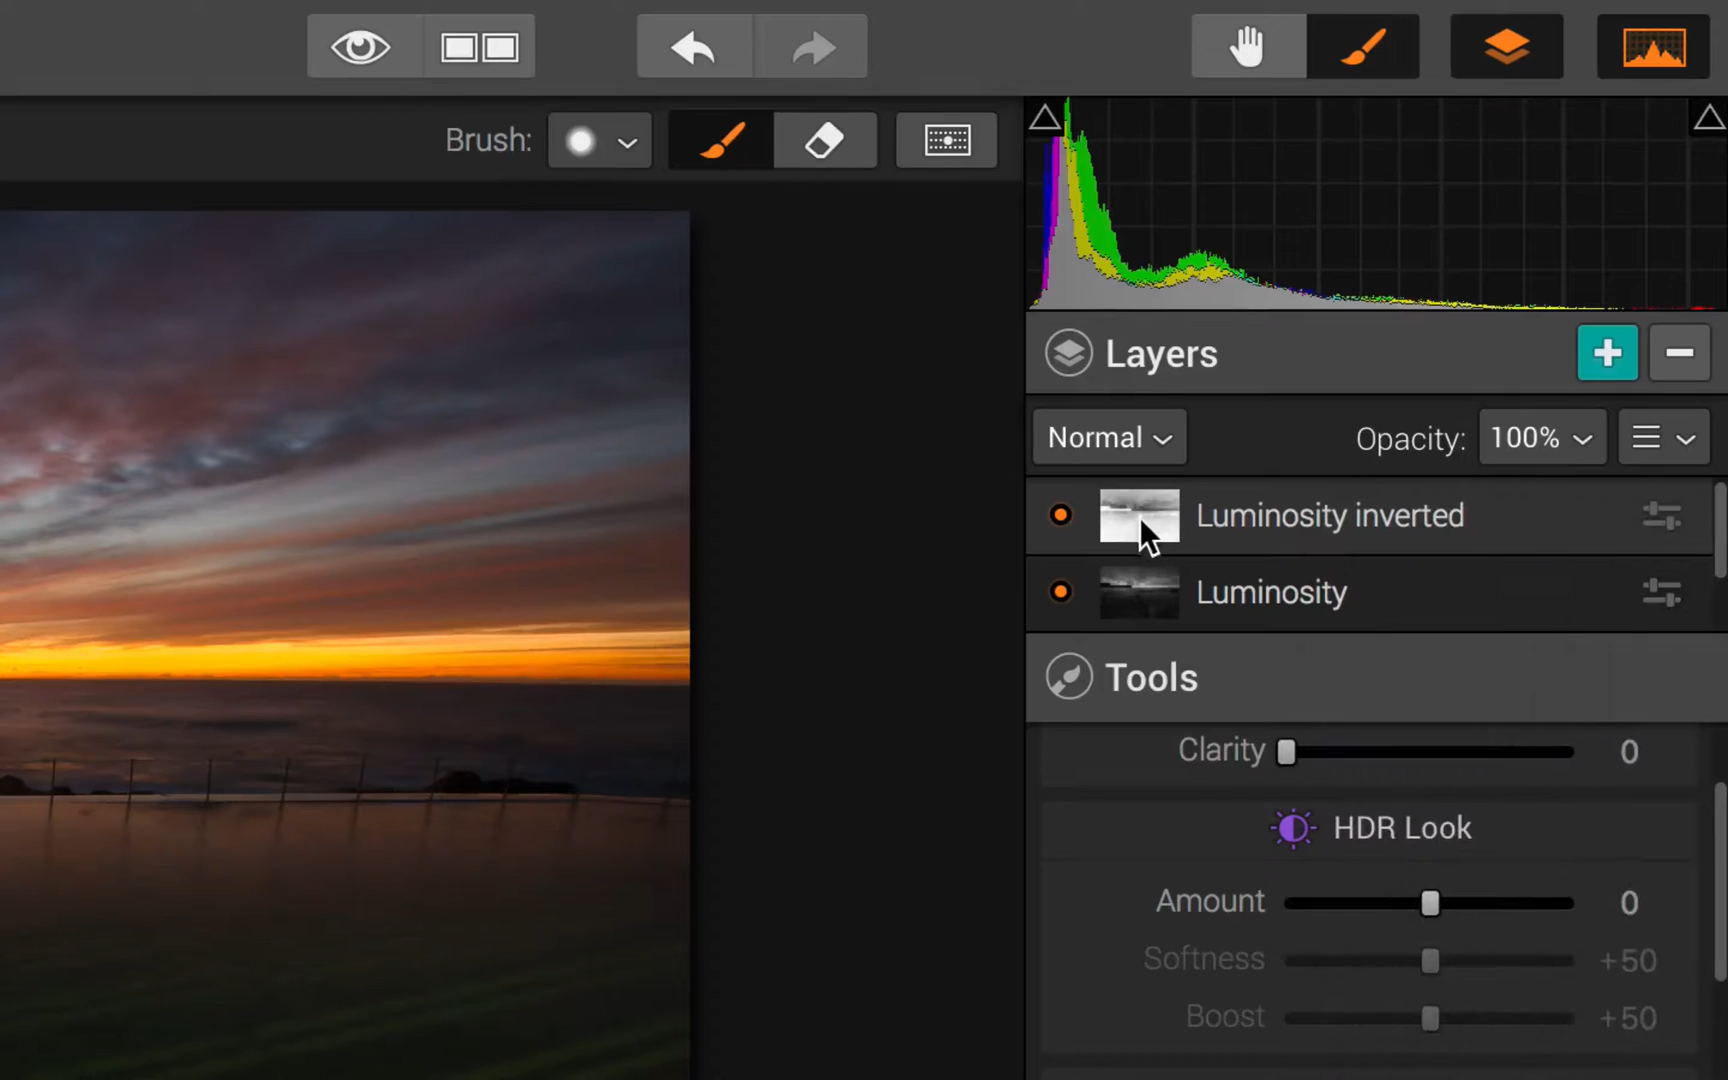 Brush:
Layers
Normal Opacity: 100%
Luminosity inverted
Luminosity
Tools
Clarity 0
HDR Look
Amount 0
Softness +50
Boost +50